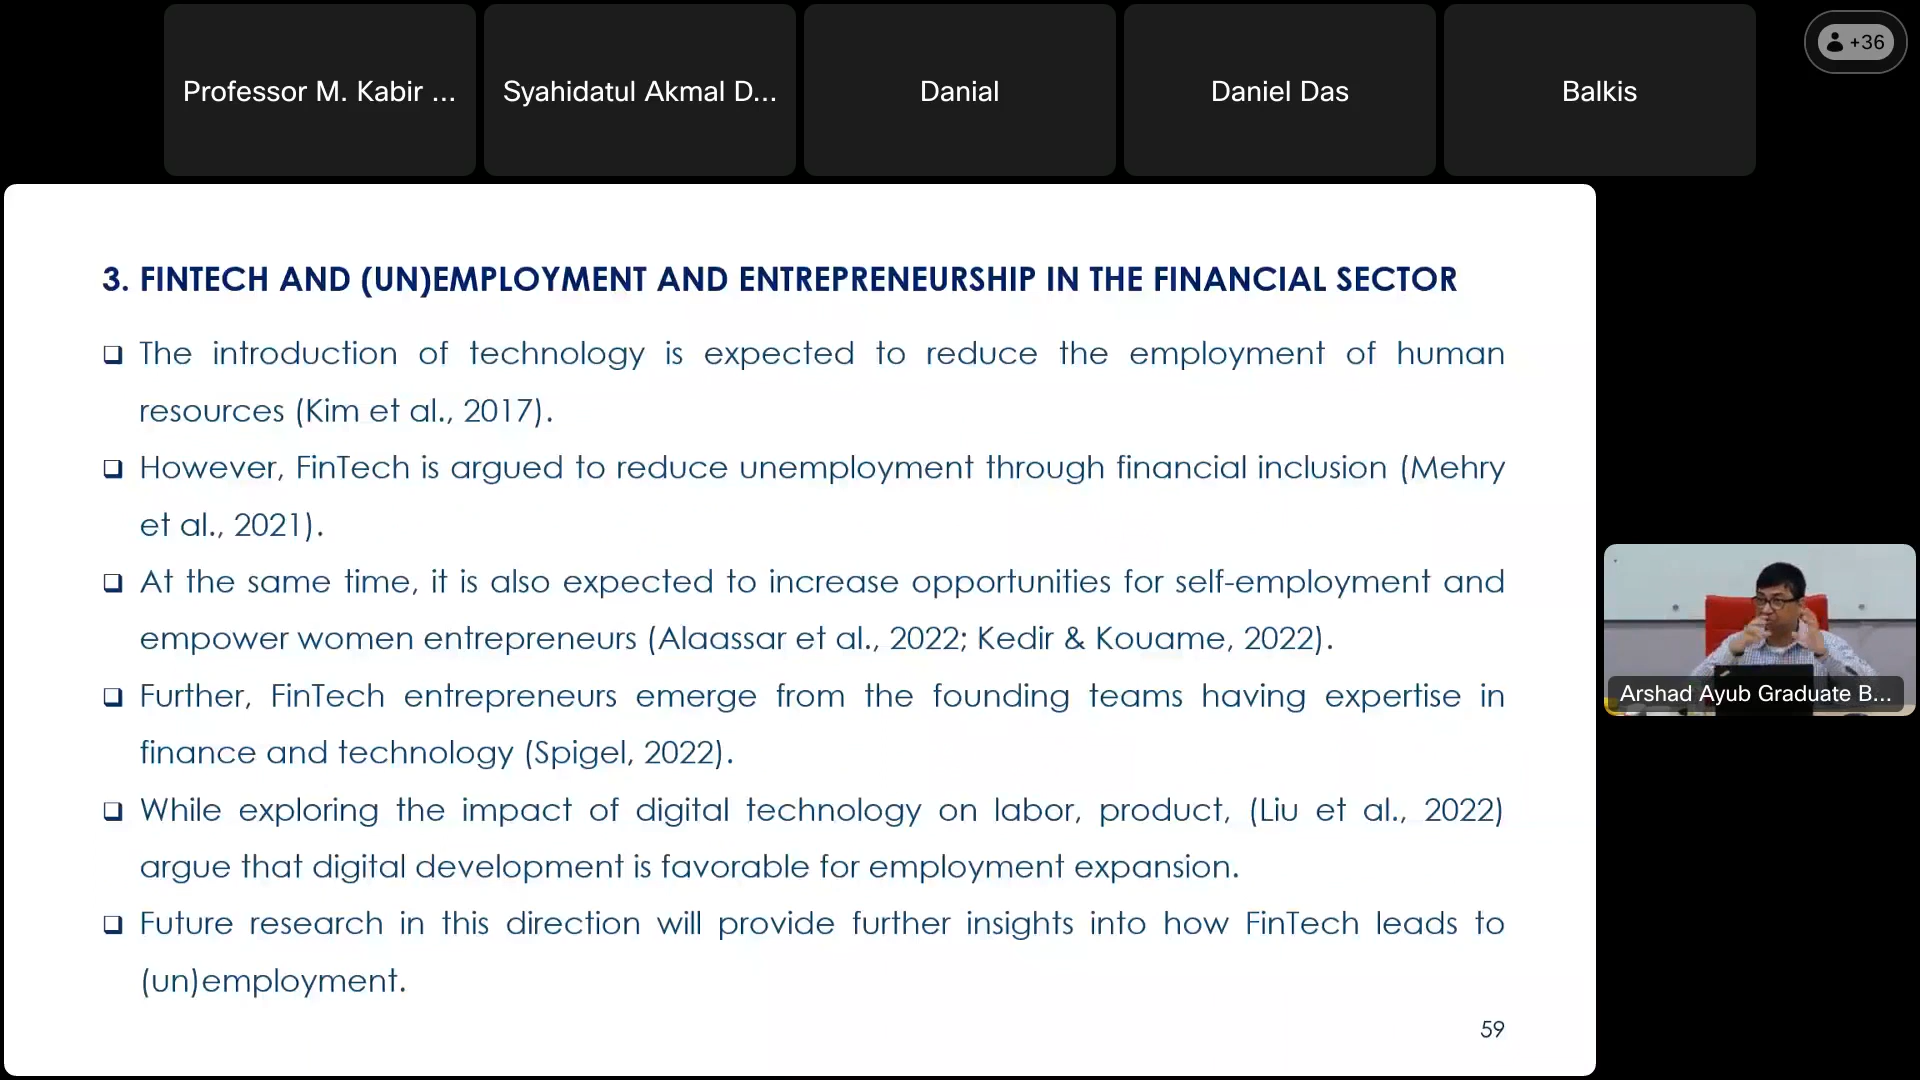 Professor M. Kabir ...
Syahidatul Akmal D...
Danial
Daniel Das
Balkis
+36
3. FINTECH AND (UN)EMPLOYMENT AND ENTREPRENEURSHIP IN THE FINANCIAL SECTOR
❑ The introduction of technology is expected to reduce the employment of human
resources (Kim et al., 2017).
❑ However, FinTech is argued to reduce unemployment through financial inclusion (Mehry
et al., 2021).
❑ At the same time, it is also expected to increase opportunities for self-employment and
empower women entrepreneurs (Alaassar et al., 2022; Kedir & Kouame, 2022).
❑ Further, FinTech entrepreneurs emerge from the founding teams having expertise in
finance and technology (Spigel, 2022).
❑ While exploring the impact of digital technology on labor, product, (Liu et al., 2022)
argue that digital development is favorable for employment expansion.
❑ Future research in this direction will provide further insights into how FinTech leads to
(un)employment.
59
Arshad Ayub Graduate B...